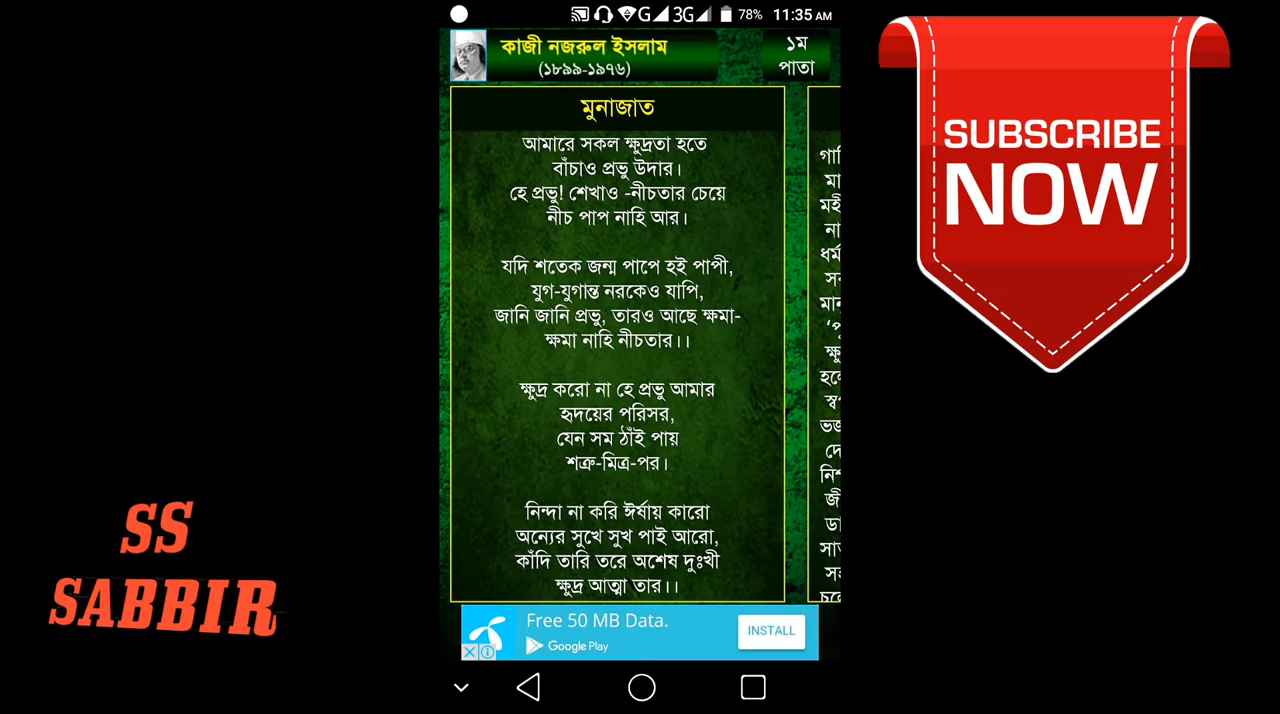 3G 78% 11:35 AM
কাজী নজরুল ইসলাম
(১৮৯৯-১৯৭৬)
১ম
পাতা
মুনাজাত
আমারে সকল ক্ষুদ্রতা হতে
বাঁচাও প্রভু উদার।
হে প্রভু! শেখাও -নীচতার চেয়ে
নীচ পাপ নাহি আর।
যদি শতেক জন্ম পাপে হই পাপী,
যুগ-যুগান্ত নরকেও যাপি,
জানি জানি প্রভু, তারও আছে ক্ষমা-
ক্ষমা নাহি নীচতার।।
ক্ষুদ্র করো না হে প্রভু আমার
হৃদয়ের পরিসর,
যেন সম ঠাঁই পায়
শত্রু-মিত্র-পর।
নিন্দা না করি ঈর্ষায় কারো
অন্যের সুখে সুখ পাই আরো,
কাঁদি তারি তরে অশেষ দুঃখী
ক্ষুদ্র আত্মা তার।।
Free 50 MB Data.
Google Play
INSTALL
SUBSCRIBE
NOW
SS
SABBIR